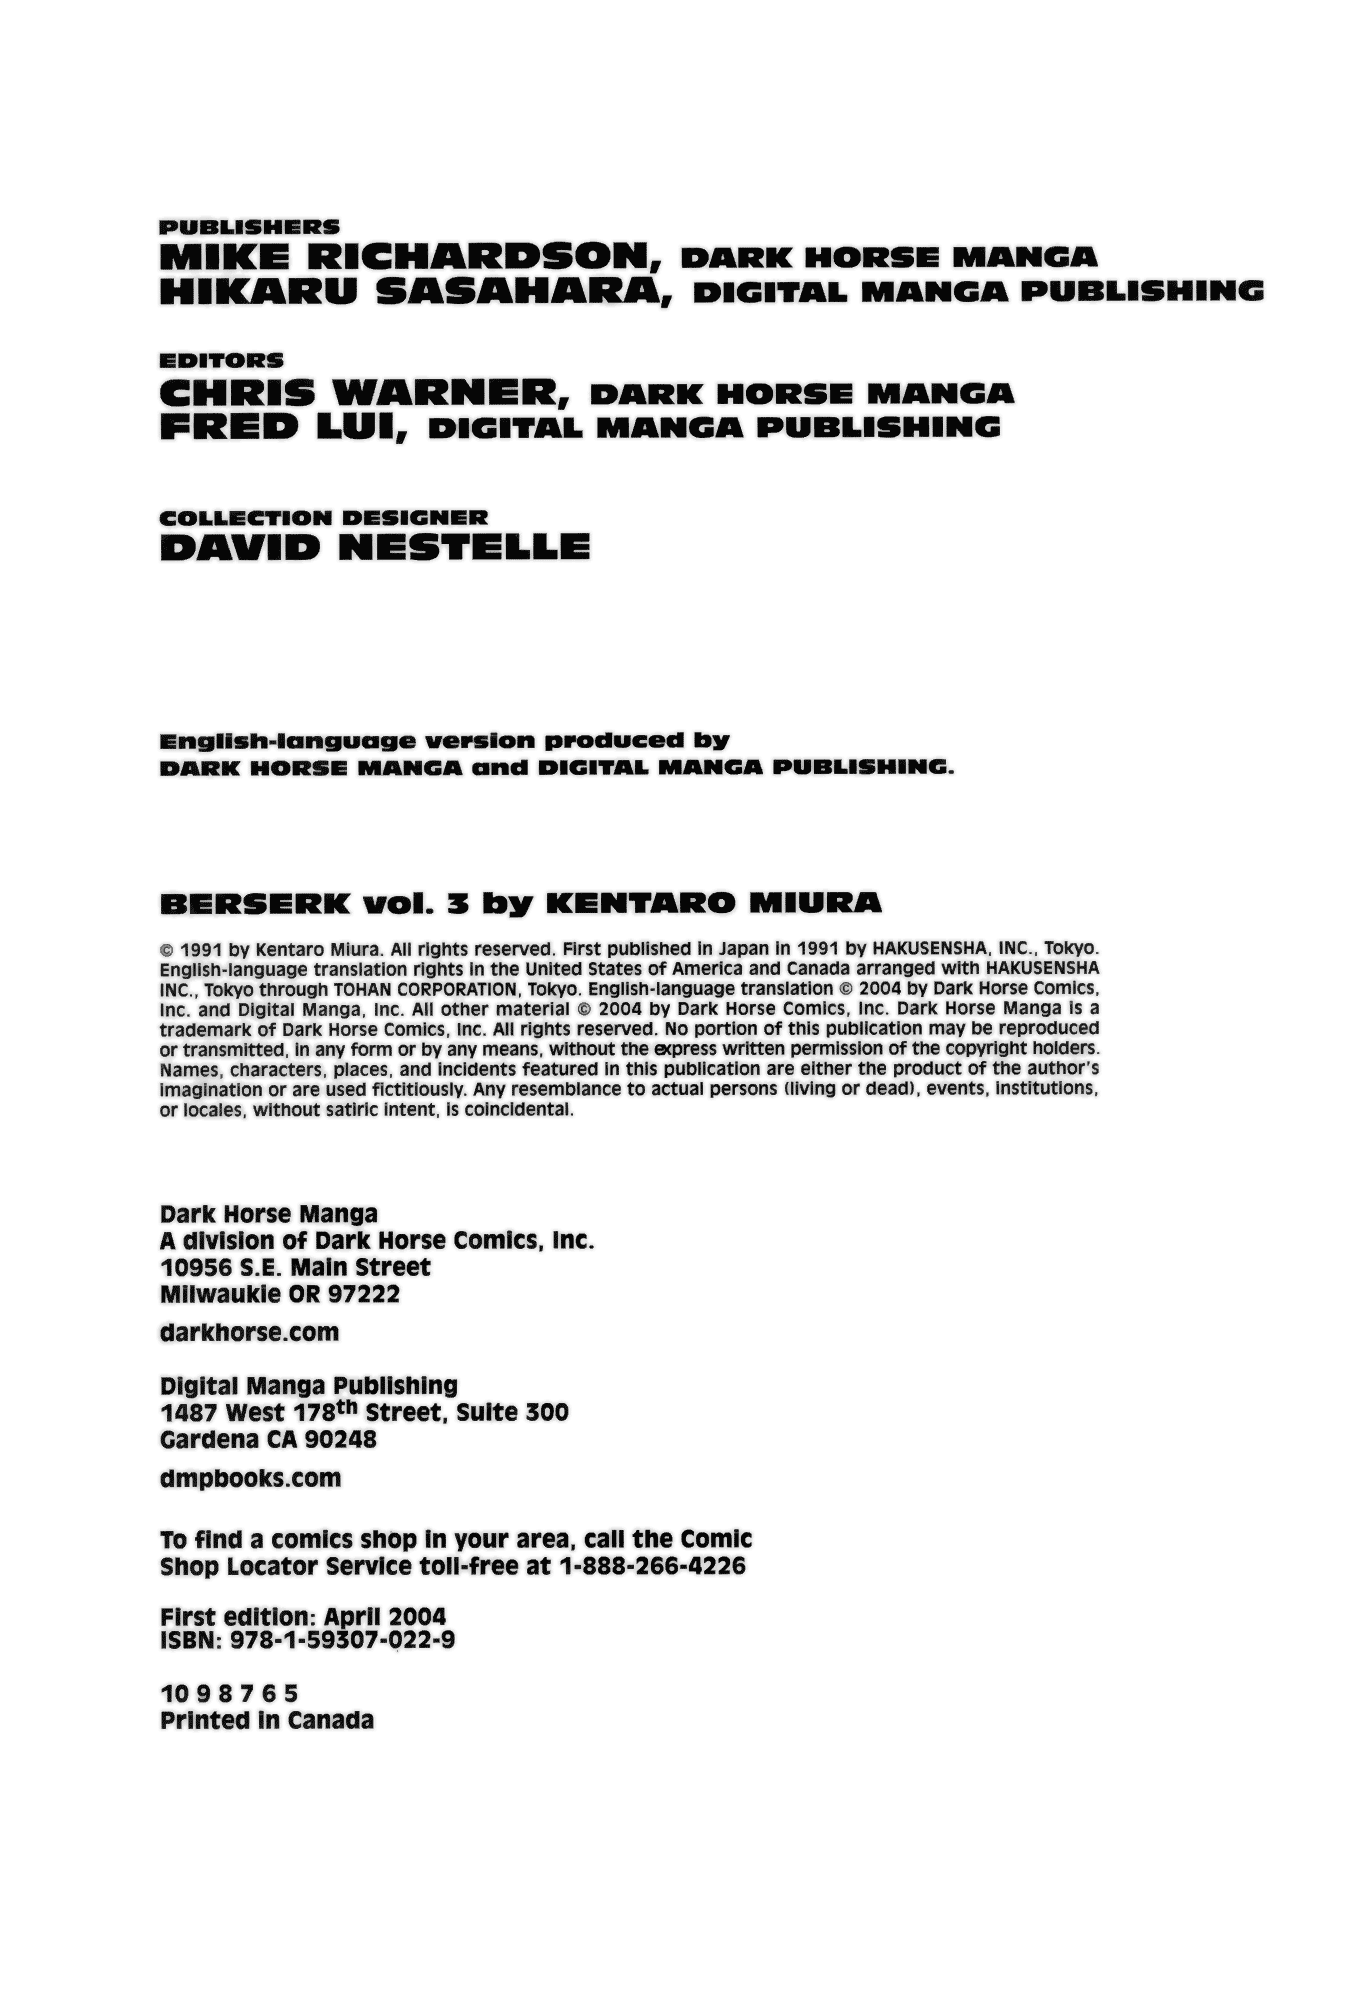 PUBLISHERS
MIKE RICHARDSON, DARK HORSE MANGA
HIKARU SASAHARA, DIGITAL MANGA PUBLISHING
EDITORS
CHRIS WARNER, DARK HORSE MANGA
FRED LUI, DIGITAL MANGA PUBLISHING
COLLECTION DESIGNER
DAVID NESTELLE
English-language version produced by
DARK HORSE MANGA and DIGITAL MANGA PUBLISHING.
BERSERK vol. 3 by KENTARO MIURA
© 1991 by Kentaro Miura. All rights reserved. First published in Japan in 1991 by HAKUSENSHA, INC., Tokyo.
English-language translation rights in the United States of America and Canada arranged with HAKUSENSHA
INC., Tokyo through TOHAN CORPORATION, Tokyo. English-language translation © 2004 by Dark Horse Comics,
Inc. and Digital Manga, Inc. All other material © 2004 by Dark Horse Comics, Inc. Dark Horse Manga is a
trademark of Dark Horse Comics, Inc. All rights reserved. No portion of this publication may be reproduced
or transmitted, in any form or by any means, without the express written permission of the copyright holders.
Names, characters, places, and incidents featured in this publication are either the product of the author's
imagination or are used fictitiously. Any resemblance to actual persons (living or dead), events, institutions,
or locales, without satiric intent, is coincidental.
Dark Horse Manga
A division of Dark Horse Comics, Inc.
10956 S.E. Main Street
Milwaukie OR 97222
darkhorse.com
Digital Manga Publishing
1487 West 178th Street, Suite 300
Gardena CA 90248
dmpbooks.com
To find a comics shop in your area, call the Comic
Shop Locator Service toll-free at 1-888-266-4226
First edition: April 2004
ISBN: 978-1-59307-022-9
10 9 8 7 6 5
Printed in Canada